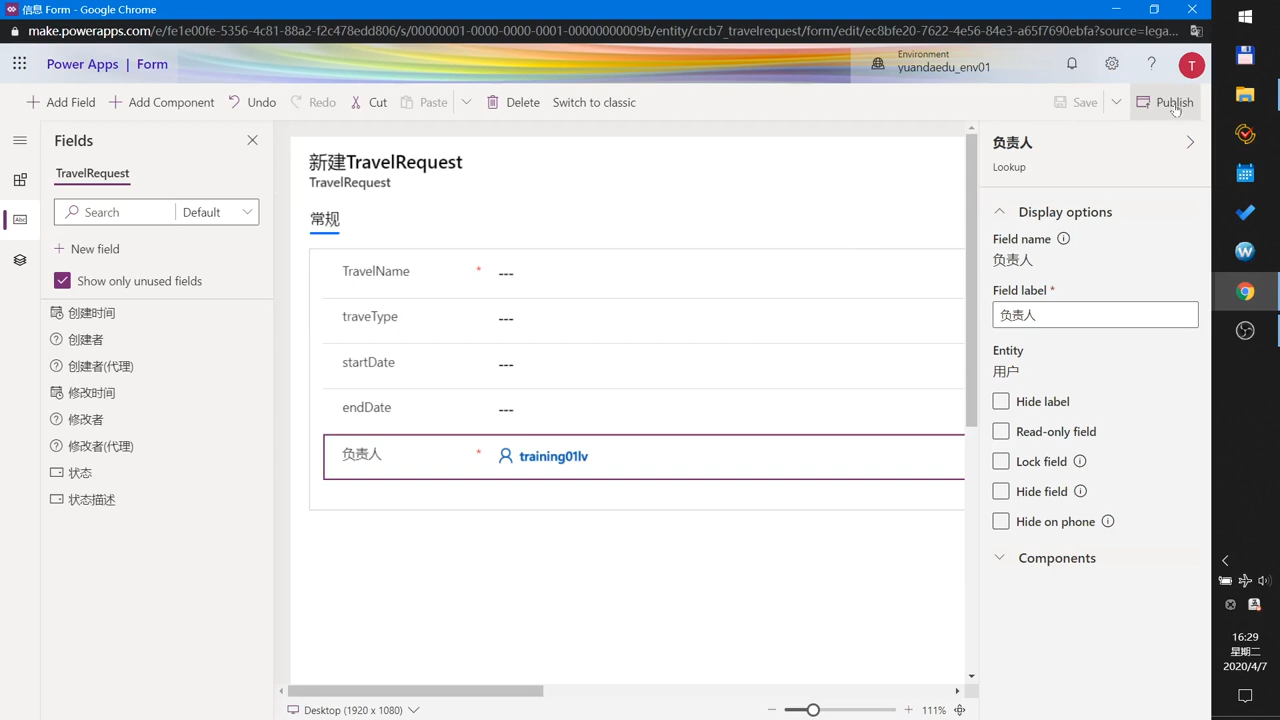 信息 Form - Google Chrome
make.powerapps.com/e/fe1e00fe-5356-4c81-88a2-f2c478edd806/s/00000001-0000-0000-0001-00000000009b/entity/crcb7_travelrequest/form/edit/ec8bfe20-7622-4e56-84e3-a65f7690ebfa?source=lega...
Power Apps | Form
Environment
yuandaedu_env01
T
Add Field
Add Component
Undo
Redo
Cut
Paste
Delete
Switch to classic
Save
Publish
Fields
TravelRequest
Search
Default
New field
Show only unused fields
创建时间
创建者
创建者(代理)
修改时间
修改者
修改者(代理)
状态
状态描述
新建TravelRequest
TravelRequest
常规
TravelName * ---
traveType ---
startDate ---
endDate ---
负责人 * training01lv
Desktop (1920 x 1080)
111%
负责人
Lookup
Display options
Field name
负责人
Field label *
负责人
Entity
用户
Hide label
Read-only field
Lock field
Hide field
Hide on phone
Components
16:29
星期二
2020/4/7